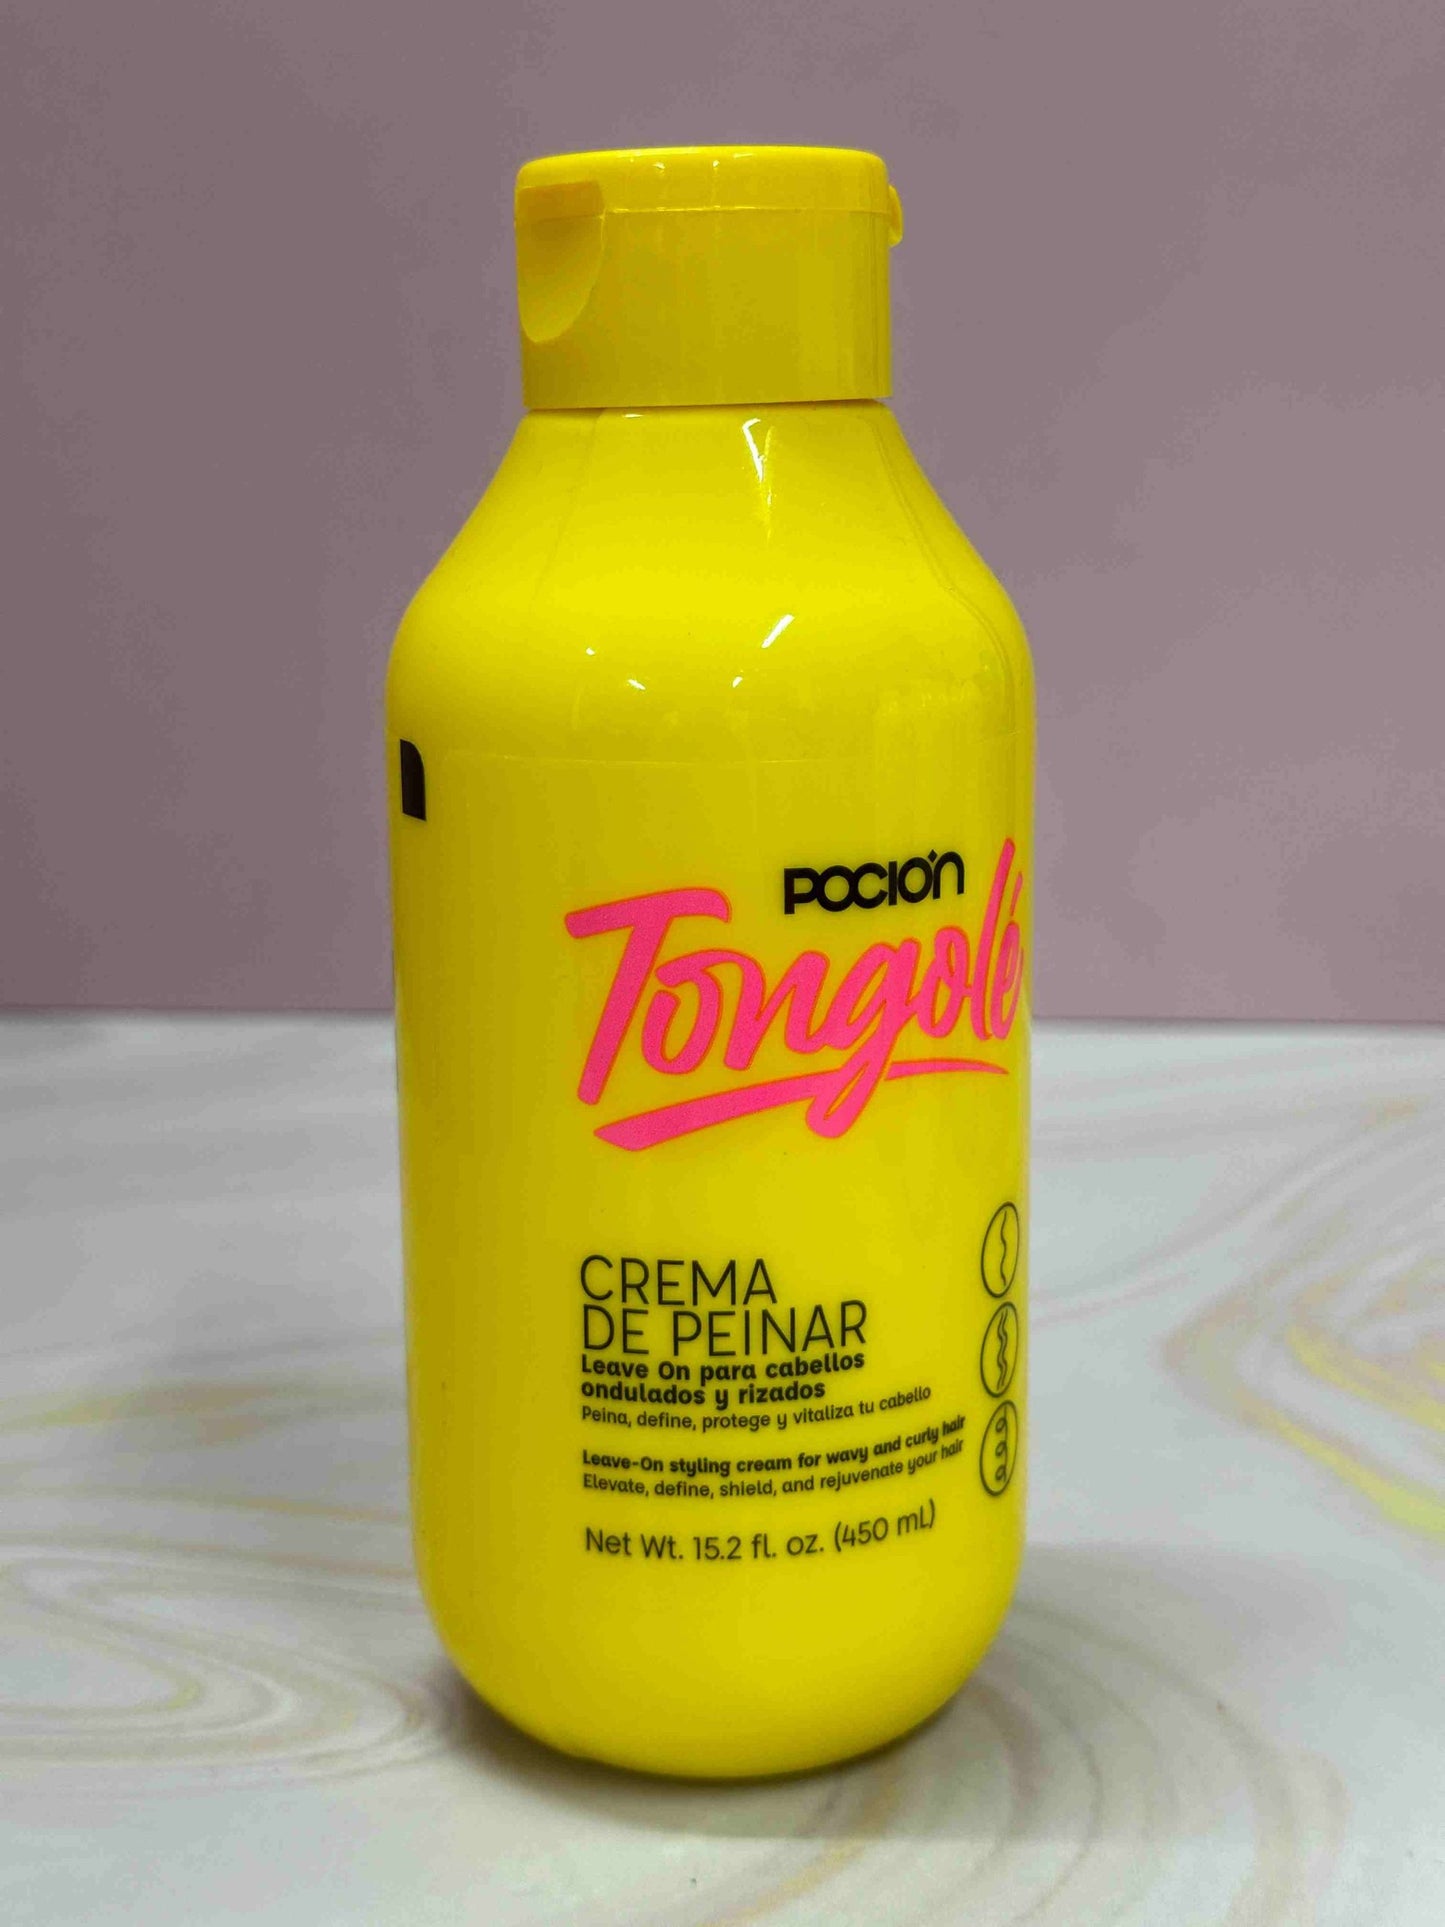 POCIÓN
Tongolé
CREMA
DE PEINAR
Leave On para cabellos
ondulados y rizados
Peina, define, protege y vitaliza tu cabello
Leave-On styling cream for wavy and curly hair
Elevate, define, shield, and rejuvenate your hair
Net Wt. 15.2 fl. oz. (450 mL)